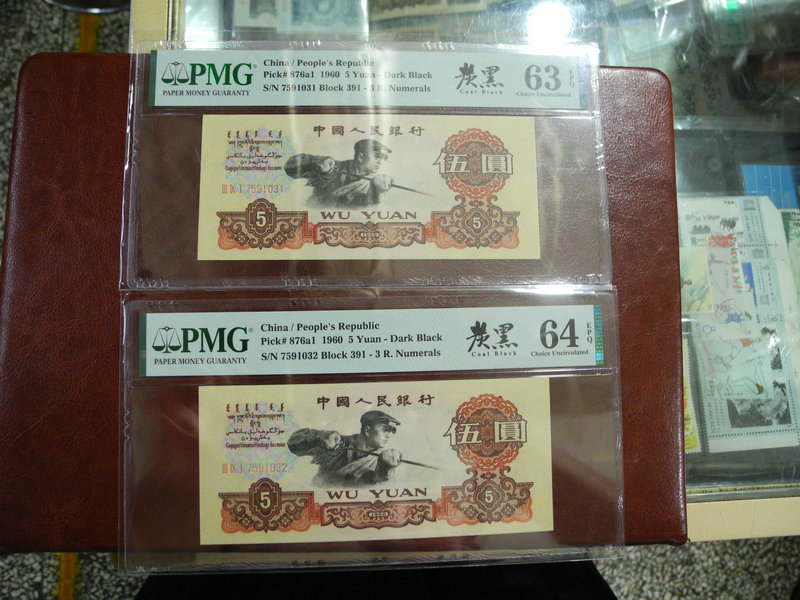 PMG
PAPER MONEY GUARANTY
China / People's Republic
Pick# 876a1 1960 5 Yuan - Dark Black
S/N 7591031 Block 391 - 3 R. Numerals
炭黑
Coal Black
63
EPQ
Choice Uncirculated
中國人民銀行
伍圓
Ⅲ Ⅸ Ⅰ 7591031
5
WU YUAN
5
PMG
PAPER MONEY GUARANTY
China / People's Republic
Pick# 876a1 1960 5 Yuan - Dark Black
S/N 7591032 Block 391 - 3 R. Numerals
炭黑
Coal Black
64
EPQ
Choice Uncirculated
中國人民銀行
伍圓
Ⅲ Ⅸ Ⅰ 7591032
5
WU YUAN
5
1960